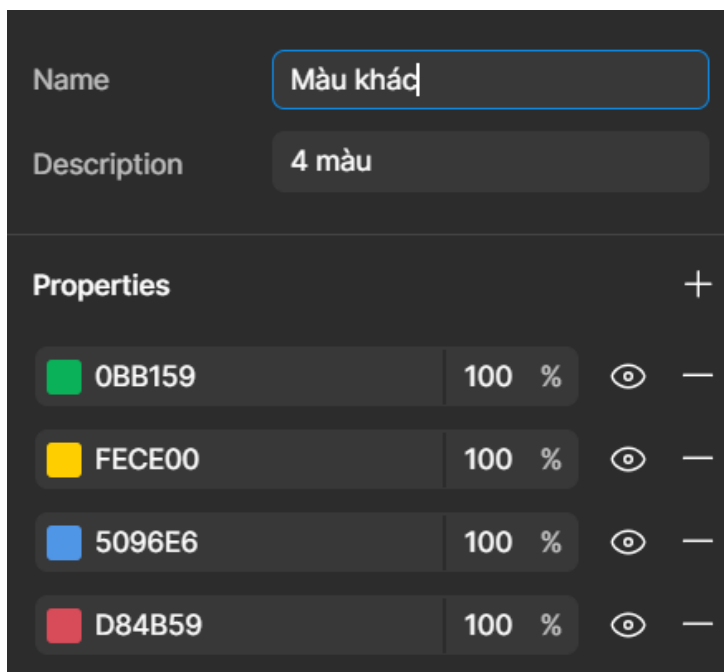 Name Màu khác
Description 4 màu
Properties
0BB159 100 %
FECE00 100 %
5096E6 100 %
D84B59 100 %